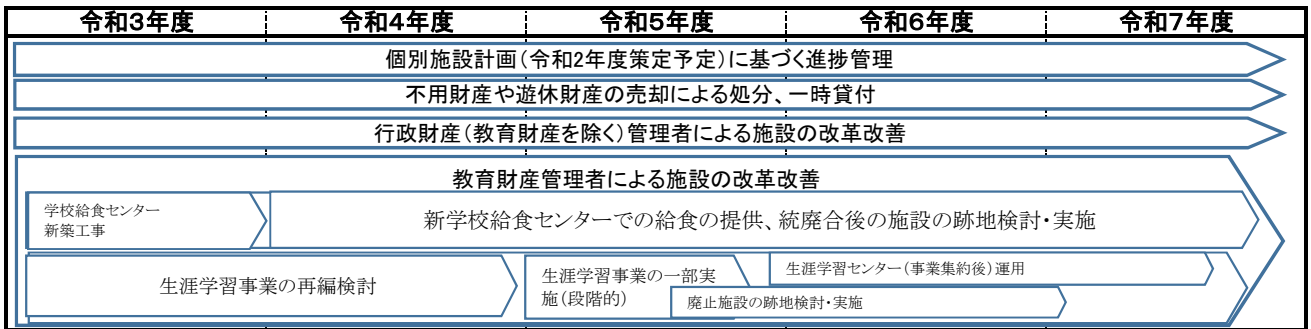 令和3年度 令和4年度 令和5年度 令和6年度 令和7年度
個別施設計画(令和2年度策定予定)に基づく進捗管理
不用財産や遊休財産の売却による処分、一時貸付
行政財産(教育財産を除く)管理者による施設の改革改善
教育財産管理者による施設の改革改善
学校給食センター
新築工事
新学校給食センターでの給食の提供、統廃合後の施設の跡地検討・実施
生涯学習事業の再編検討
生涯学習事業の一部実
施(段階的)
生涯学習センター(事業集約後)運用
廃止施設の跡地検討・実施